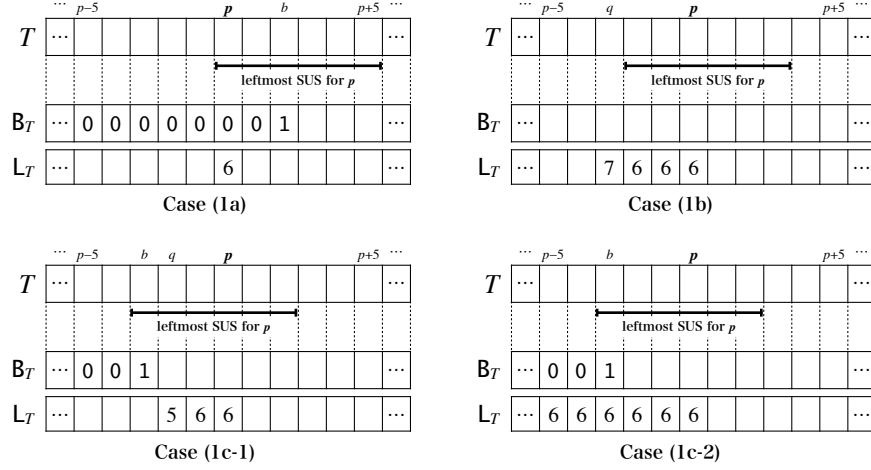 ··· p−5 p b p+5 ···
T ··· ···
leftmost SUS for p
B_T ··· 0 0 0 0 0 0 0 1 ···
L_T ··· 6 ···
Case (1a)
··· p−5 q p p+5 ···
T ··· ···
leftmost SUS for p
B_T ··· ···
L_T ··· 7 6 6 6 ···
Case (1b)
··· p−5 b q p p+5 ···
T ··· ···
leftmost SUS for p
B_T ··· 0 0 1 ···
L_T ··· 5 6 6 ···
Case (1c-1)
··· p−5 b p p+5 ···
T ··· ···
leftmost SUS for p
B_T ··· 0 0 1 ···
L_T ··· 6 6 6 6 6 6 ···
Case (1c-2)